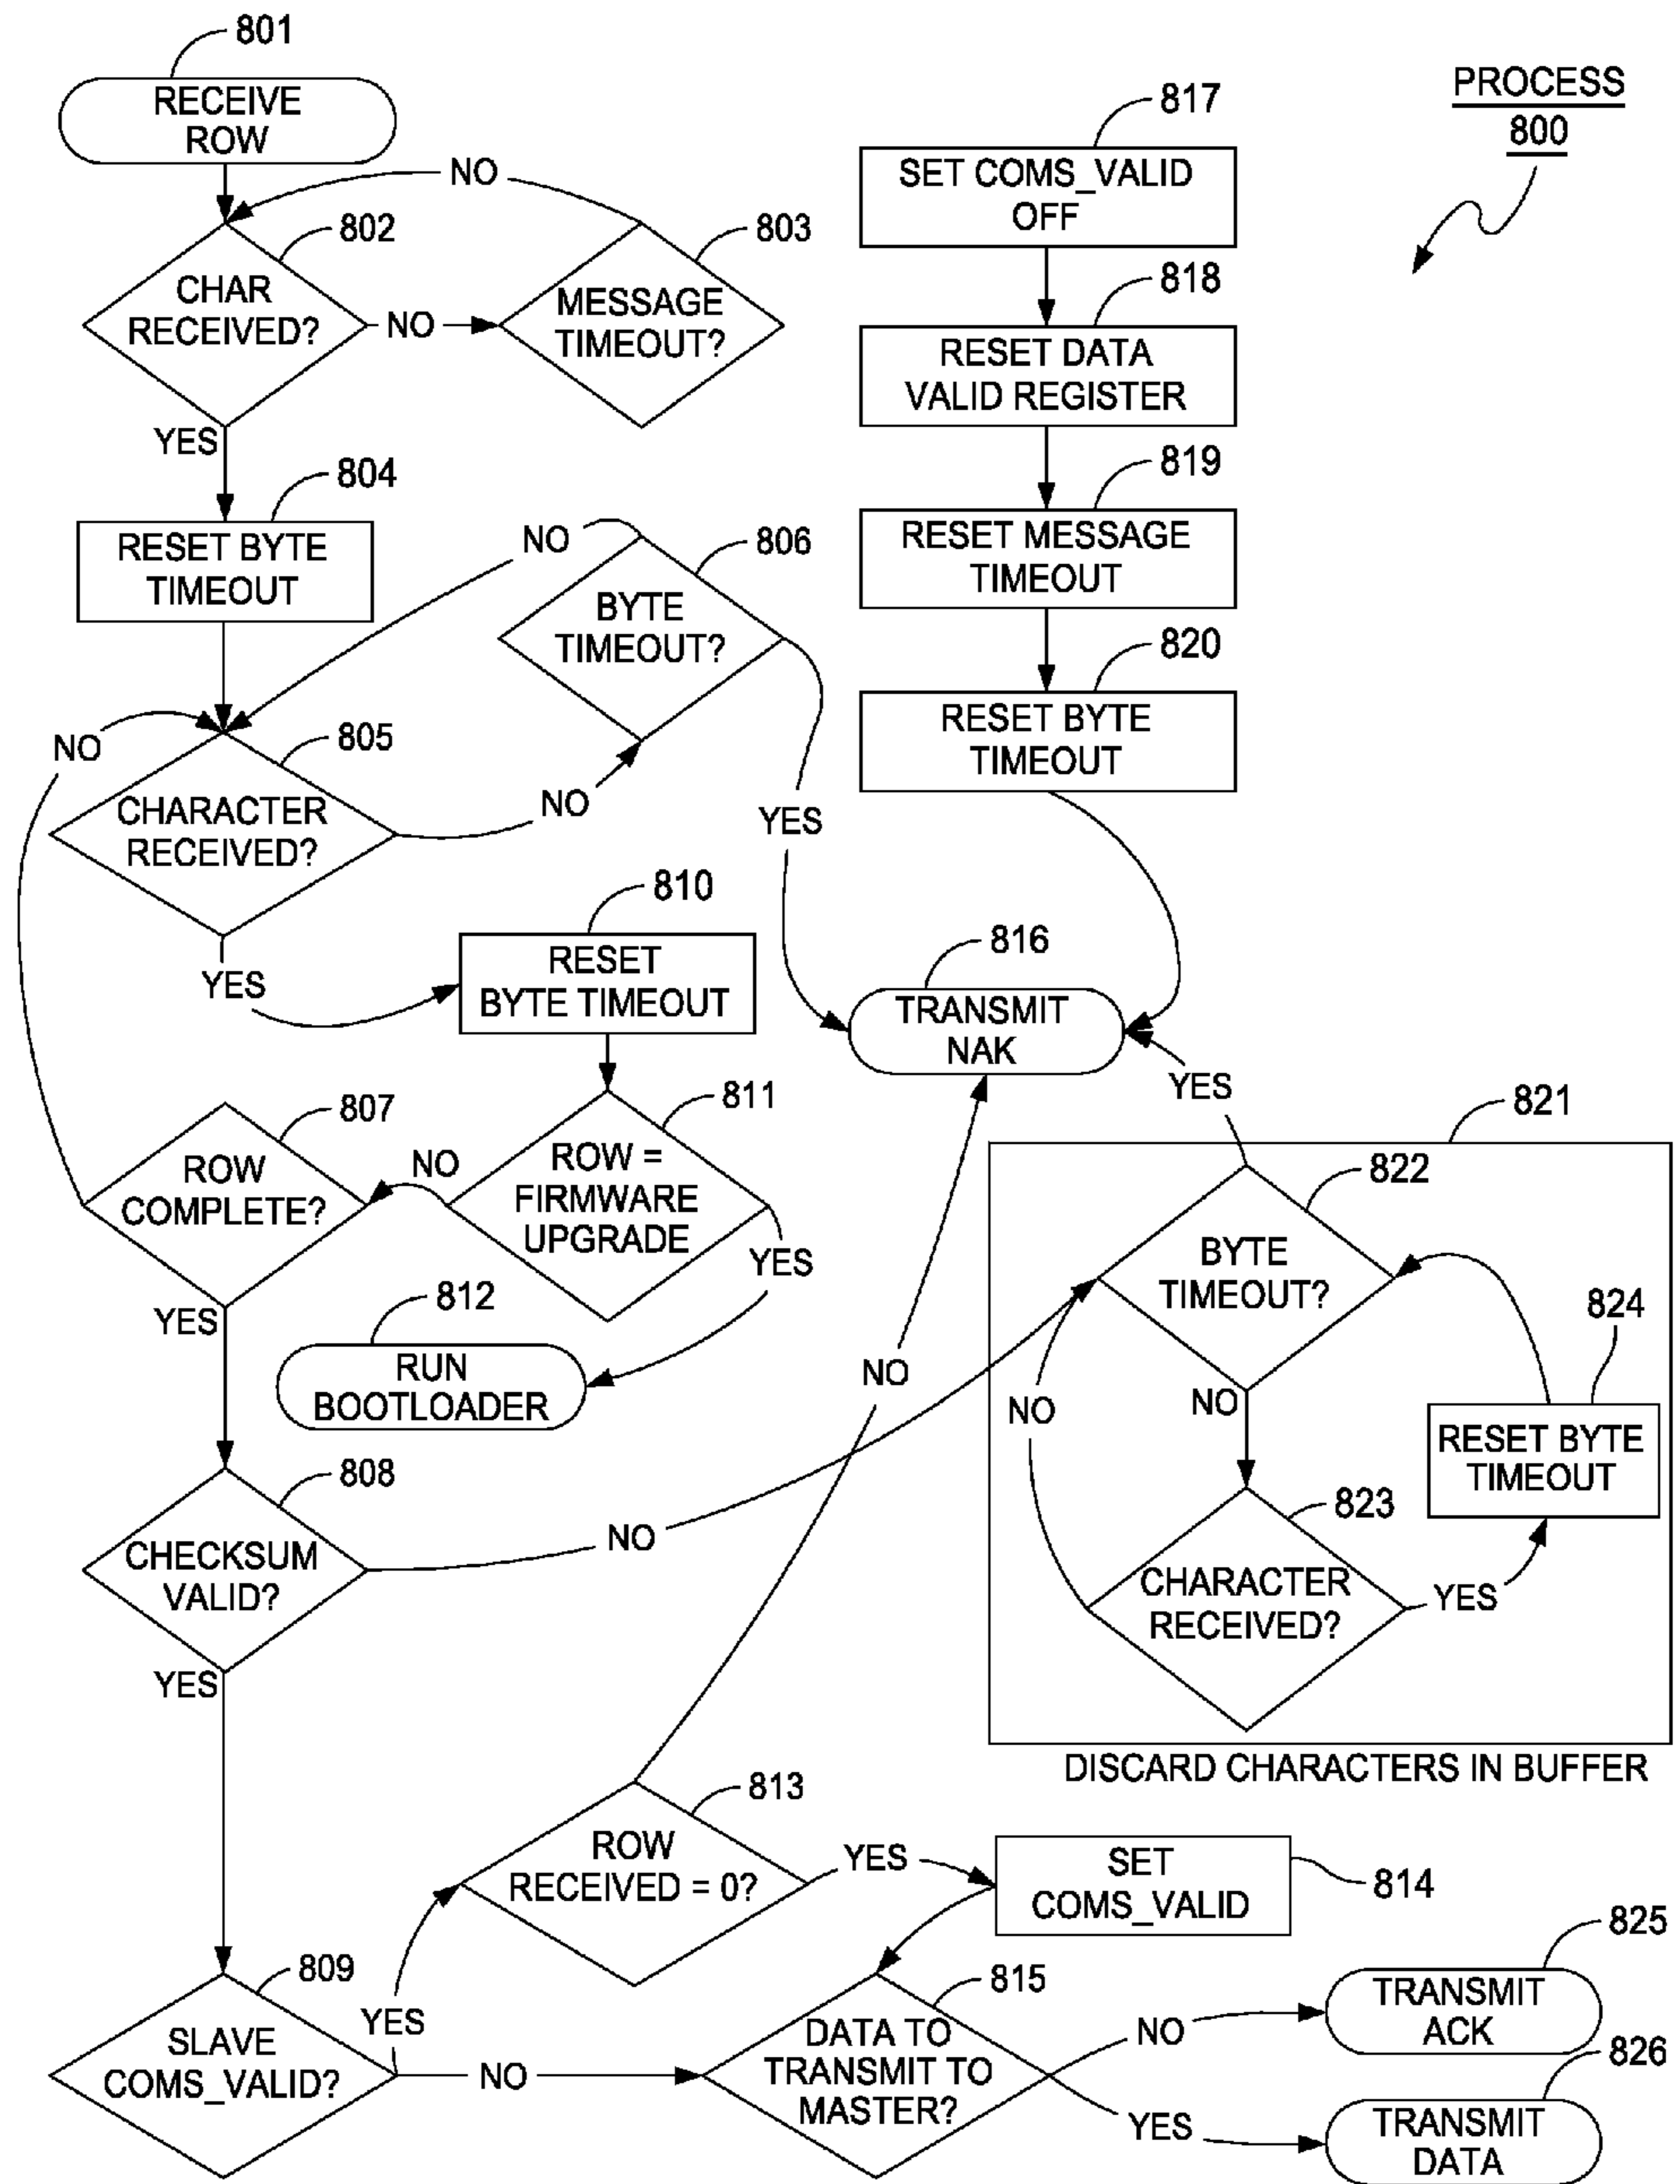 801
RECEIVE
ROW
817
PROCESS
800
SET COMS_VALID
OFF
NO
802
803
CHAR
RECEIVED?
NO
MESSAGE
TIMEOUT?
818
RESET DATA
VALID REGISTER
YES
804
RESET BYTE
TIMEOUT
NO
806
BYTE
TIMEOUT?
819
RESET MESSAGE
TIMEOUT
820
RESET BYTE
TIMEOUT
NO
805
CHARACTER
RECEIVED?
NO
YES
YES
810
RESET
BYTE TIMEOUT
816
TRANSMIT
NAK
YES
807
ROW
COMPLETE?
NO
811
ROW =
FIRMWARE
UPGRADE
YES
821
822
BYTE
TIMEOUT?
824
RESET BYTE
TIMEOUT
YES
812
RUN
BOOTLOADER
NO
NO
NO
808
CHECKSUM
VALID?
NO
823
CHARACTER
RECEIVED?
YES
YES
DISCARD CHARACTERS IN BUFFER
813
ROW
RECEIVED = 0?
YES
SET
COMS_VALID
814
809
SLAVE
COMS_VALID?
YES
NO
815
DATA TO
TRANSMIT TO
MASTER?
NO
825
TRANSMIT
ACK
YES
826
TRANSMIT
DATA